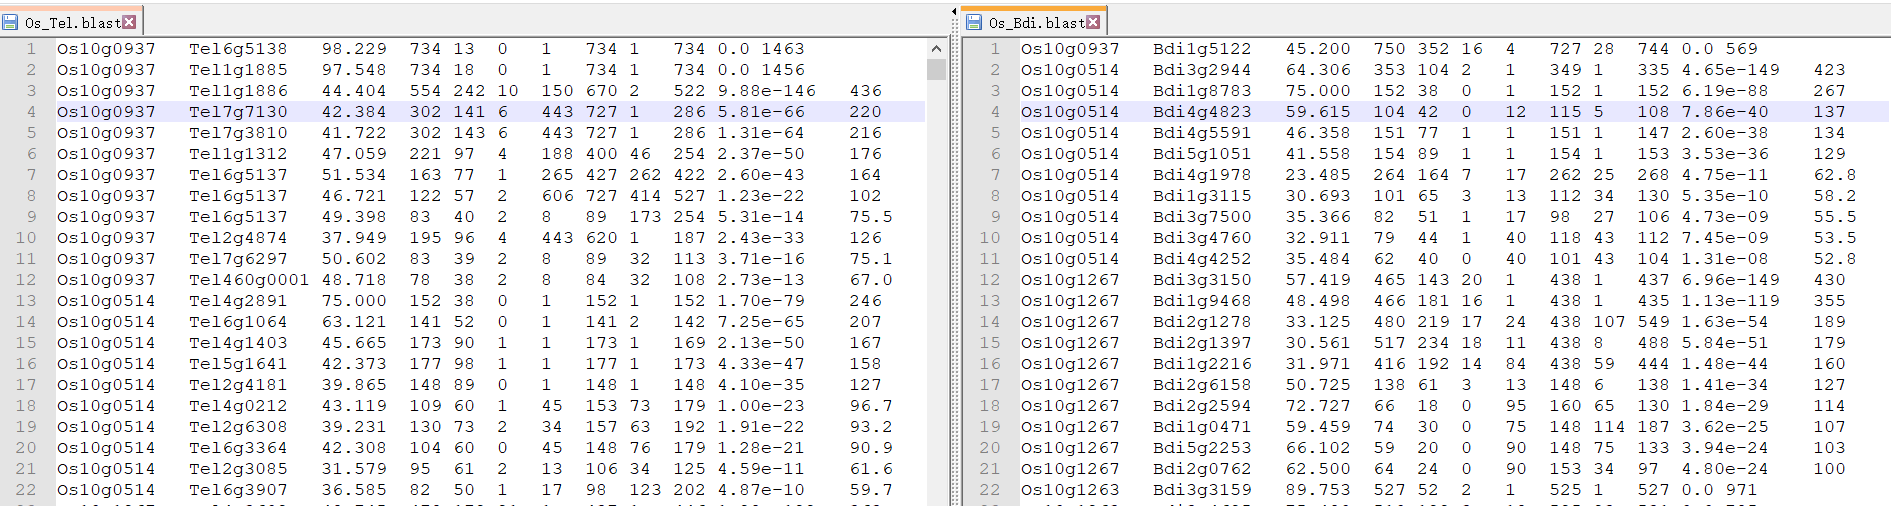 Os_Tel.blast
1 Os10g0937 Tel6g5138 98.229 734 13 0 1 734 1 734 0.0 1463
2 Os10g0937 Tel1g1885 97.548 734 18 0 1 734 1 734 0.0 1456
3 Os10g0937 Tel1g1886 44.404 554 242 10 150 670 2 522 9.88e-146 436
4 Os10g0937 Tel7g7130 42.384 302 141 6 443 727 1 286 5.81e-66 220
5 Os10g0937 Tel7g3810 41.722 302 143 6 443 727 1 286 1.31e-64 216
6 Os10g0937 Tel1g1312 47.059 221 97 4 188 400 46 254 2.37e-50 176
7 Os10g0937 Tel6g5137 51.534 163 77 1 265 427 262 422 2.60e-43 164
8 Os10g0937 Tel6g5137 46.721 122 57 2 606 727 414 527 1.23e-22 102
9 Os10g0937 Tel6g5137 49.398 83 40 2 8 89 173 254 5.31e-14 75.5
10 Os10g0937 Tel2g4874 37.949 195 96 4 443 620 1 187 2.43e-33 126
11 Os10g0937 Tel7g6297 50.602 83 39 2 8 89 32 113 3.71e-16 75.1
12 Os10g0937 Tel460g0001 48.718 78 38 2 8 84 32 108 2.73e-13 67.0
13 Os10g0514 Tel4g2891 75.000 152 38 0 1 152 1 152 1.70e-79 246
14 Os10g0514 Tel6g1064 63.121 141 52 0 1 141 2 142 7.25e-65 207
15 Os10g0514 Tel4g1403 45.665 173 90 1 1 173 1 169 2.13e-50 167
16 Os10g0514 Tel5g1641 42.373 177 98 1 1 177 1 173 4.33e-47 158
17 Os10g0514 Tel2g4181 39.865 148 89 0 1 148 1 148 4.10e-35 127
18 Os10g0514 Tel4g0212 43.119 109 60 1 45 153 73 179 1.00e-23 96.7
19 Os10g0514 Tel2g6308 39.231 130 73 2 34 157 63 192 1.91e-22 93.2
20 Os10g0514 Tel6g3364 42.308 104 60 0 45 148 76 179 1.28e-21 90.9
21 Os10g0514 Tel2g3085 31.579 95 61 2 13 106 34 125 4.59e-11 61.6
22 Os10g0514 Tel6g3907 36.585 82 50 1 17 98 123 202 4.87e-10 59.7
Os_Bdi.blast
1 Os10g0937 Bdi1g5122 45.200 750 352 16 4 727 28 744 0.0 569
2 Os10g0514 Bdi3g2944 64.306 353 104 2 1 349 1 335 4.65e-149 423
3 Os10g0514 Bdi1g8783 75.000 152 38 0 1 152 1 152 6.19e-88 267
4 Os10g0514 Bdi4g4823 59.615 104 42 0 12 115 5 108 7.86e-40 137
5 Os10g0514 Bdi4g5591 46.358 151 77 1 1 151 1 147 2.60e-38 134
6 Os10g0514 Bdi5g1051 41.558 154 89 1 1 154 1 153 3.53e-36 129
7 Os10g0514 Bdi4g1978 23.485 264 164 7 17 262 25 268 4.75e-11 62.8
8 Os10g0514 Bdi1g3115 30.693 101 65 3 13 112 34 130 5.35e-10 58.2
9 Os10g0514 Bdi3g7500 35.366 82 51 1 17 98 27 106 4.73e-09 55.5
10 Os10g0514 Bdi3g4760 32.911 79 44 1 40 118 43 112 7.45e-09 53.5
11 Os10g0514 Bdi4g4252 35.484 62 40 0 40 101 43 104 1.31e-08 52.8
12 Os10g1267 Bdi3g3150 57.419 465 143 20 1 438 1 437 6.96e-149 430
13 Os10g1267 Bdi1g9468 48.498 466 181 16 1 438 1 435 1.13e-119 355
14 Os10g1267 Bdi2g1278 33.125 480 219 17 24 438 107 549 1.63e-54 189
15 Os10g1267 Bdi2g1397 30.561 517 234 18 11 438 8 488 5.84e-51 179
16 Os10g1267 Bdi1g2216 31.971 416 192 14 84 438 59 444 1.48e-44 160
17 Os10g1267 Bdi2g6158 50.725 138 61 3 13 148 6 138 1.41e-34 127
18 Os10g1267 Bdi2g2594 72.727 66 18 0 95 160 65 130 1.84e-29 114
19 Os10g1267 Bdi1g0471 59.459 74 30 0 75 148 114 187 3.62e-25 107
20 Os10g1267 Bdi5g2253 66.102 59 20 0 90 148 75 133 3.94e-24 103
21 Os10g1267 Bdi2g0762 62.500 64 24 0 90 153 34 97 4.80e-24 100
22 Os10g1263 Bdi3g3159 89.753 527 52 2 1 525 1 527 0.0 971